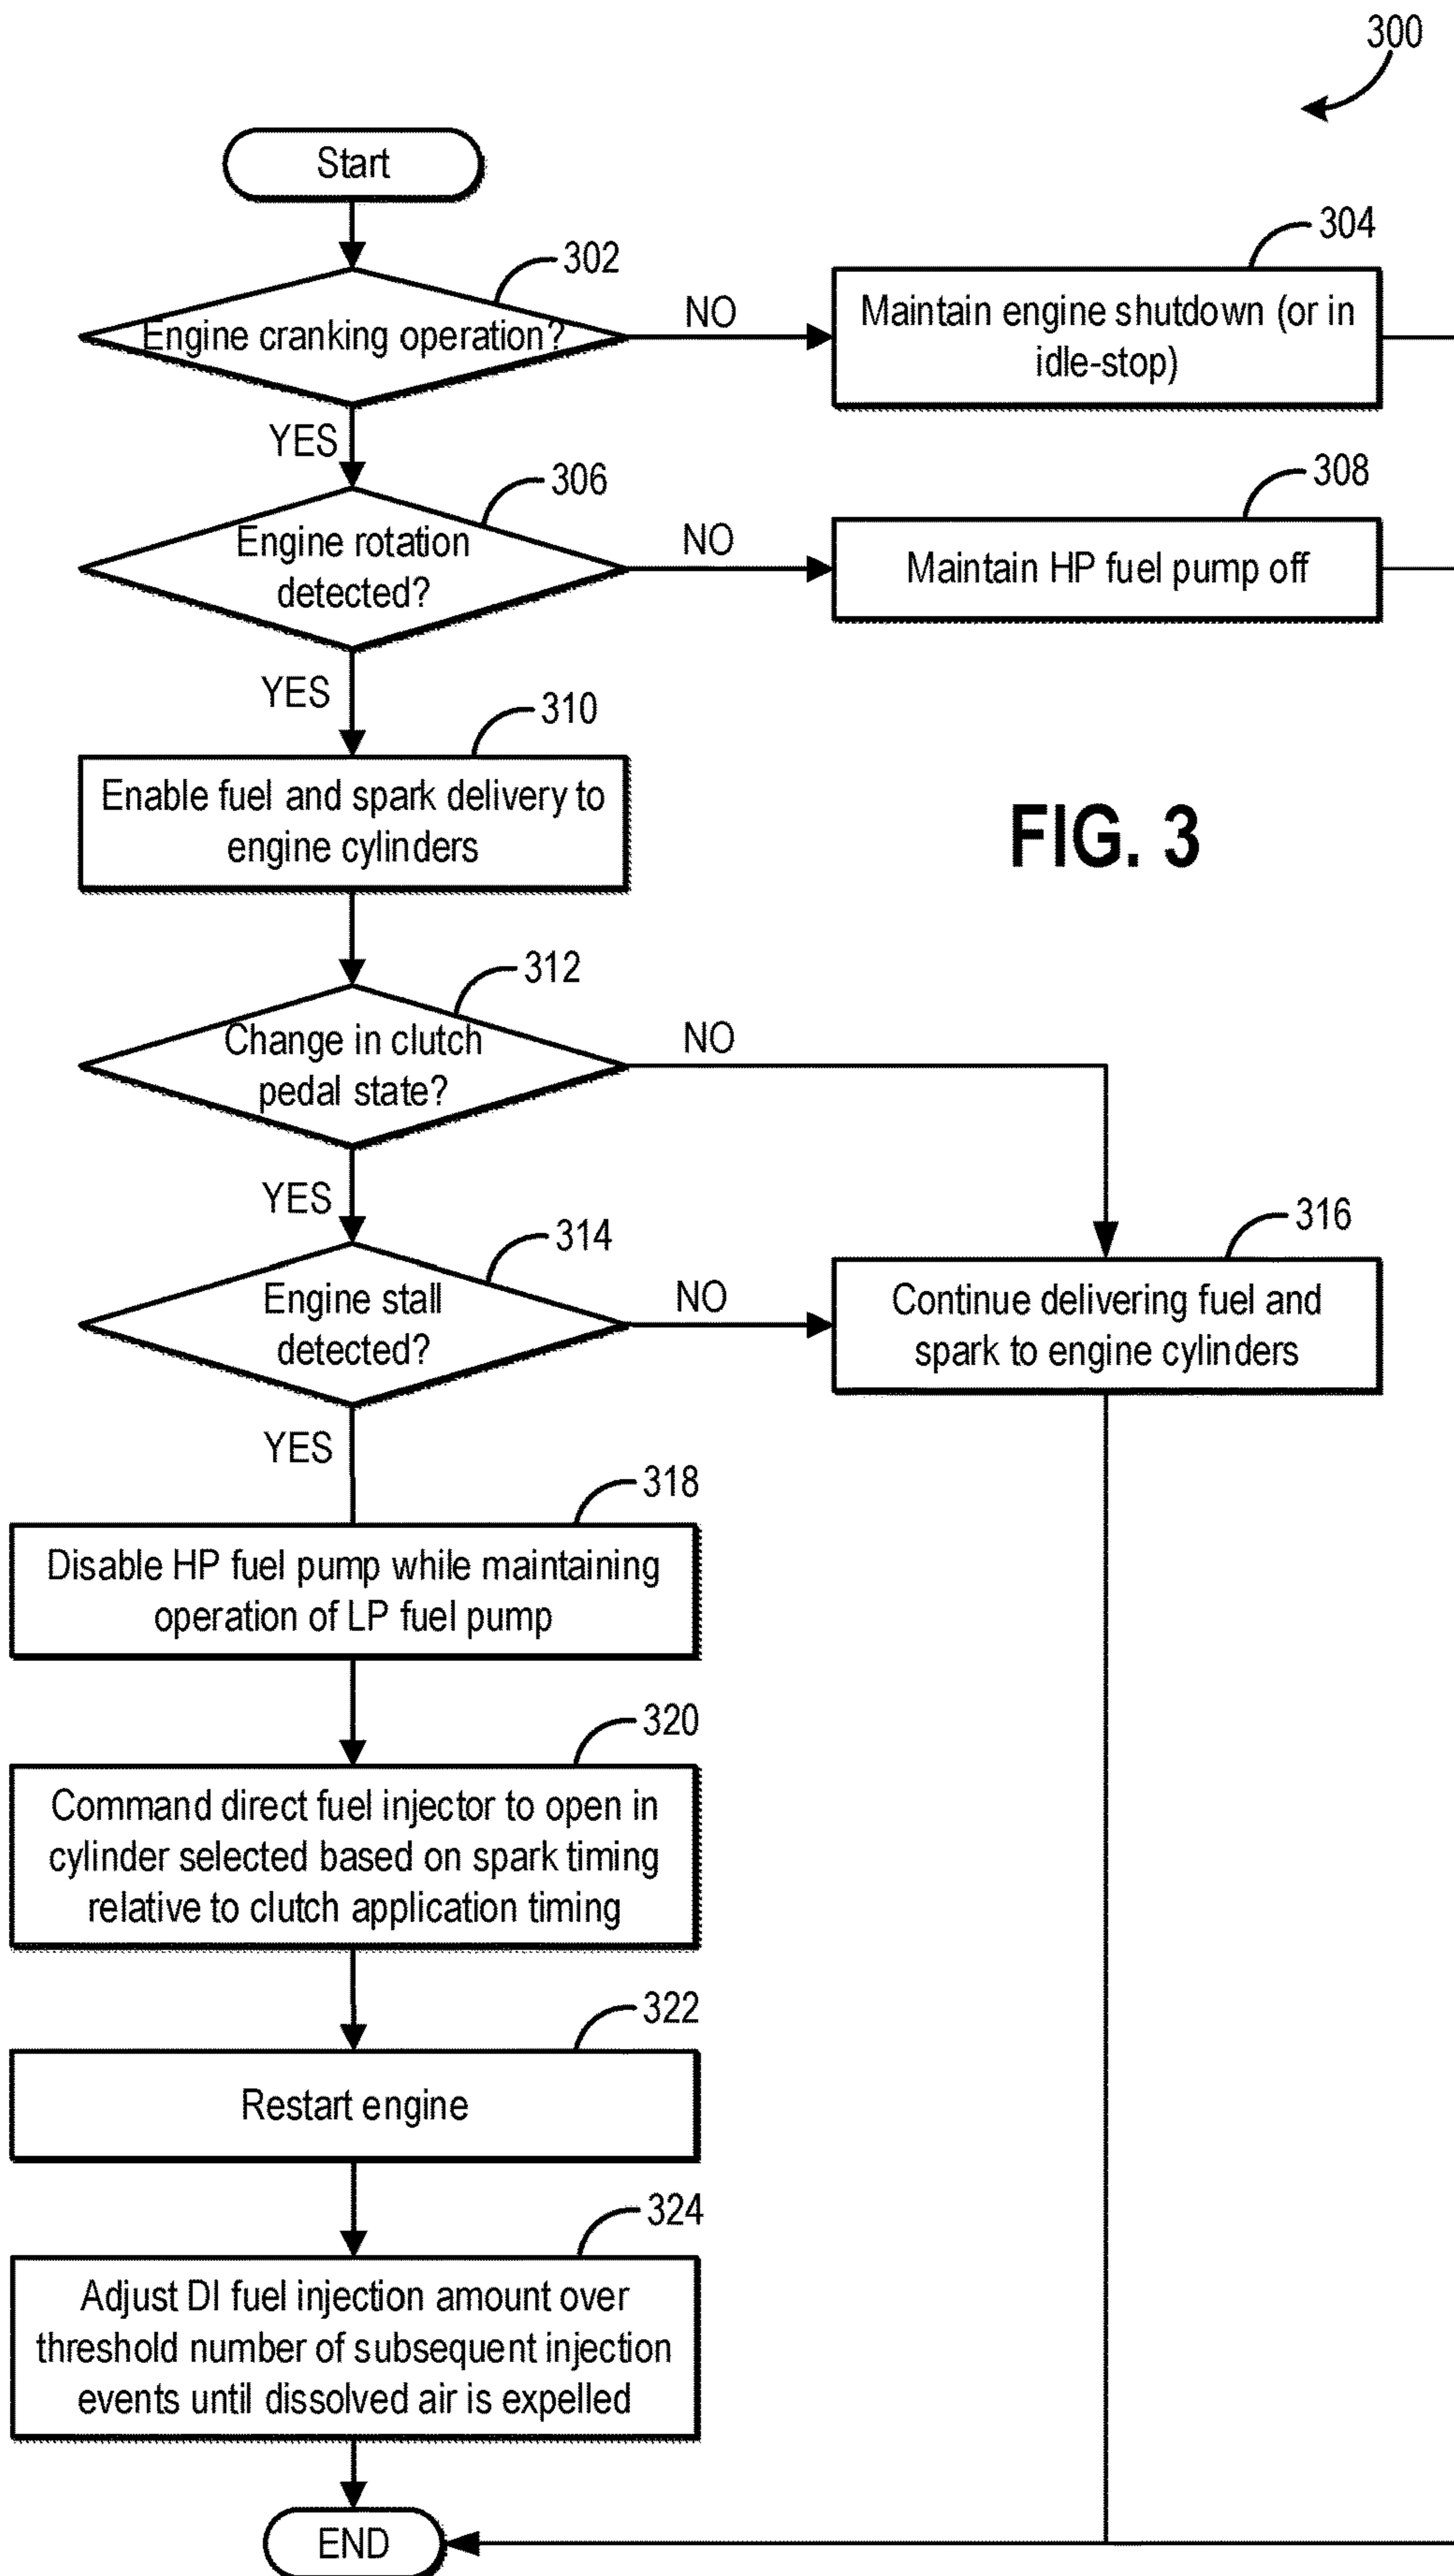 300
Start
302
Engine cranking operation?
NO
304
Maintain engine shutdown (or in
idle-stop)
YES
306
Engine rotation
detected?
NO
308
Maintain HP fuel pump off
YES
310
Enable fuel and spark delivery to
engine cylinders
FIG. 3
312
Change in clutch
pedal state?
NO
YES
314
Engine stall
detected?
NO
316
Continue delivering fuel and
spark to engine cylinders
YES
318
Disable HP fuel pump while maintaining
operation of LP fuel pump
320
Command direct fuel injector to open in
cylinder selected based on spark timing
relative to clutch application timing
322
Restart engine
324
Adjust DI fuel injection amount over
threshold number of subsequent injection
events until dissolved air is expelled
END